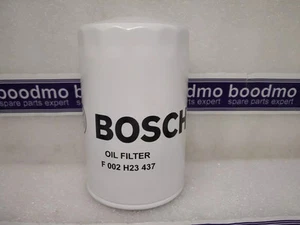 boodmo
spare parts expert
boodmo
spare parts expert
BOSCH
OIL FILTER
F 002 H23 437